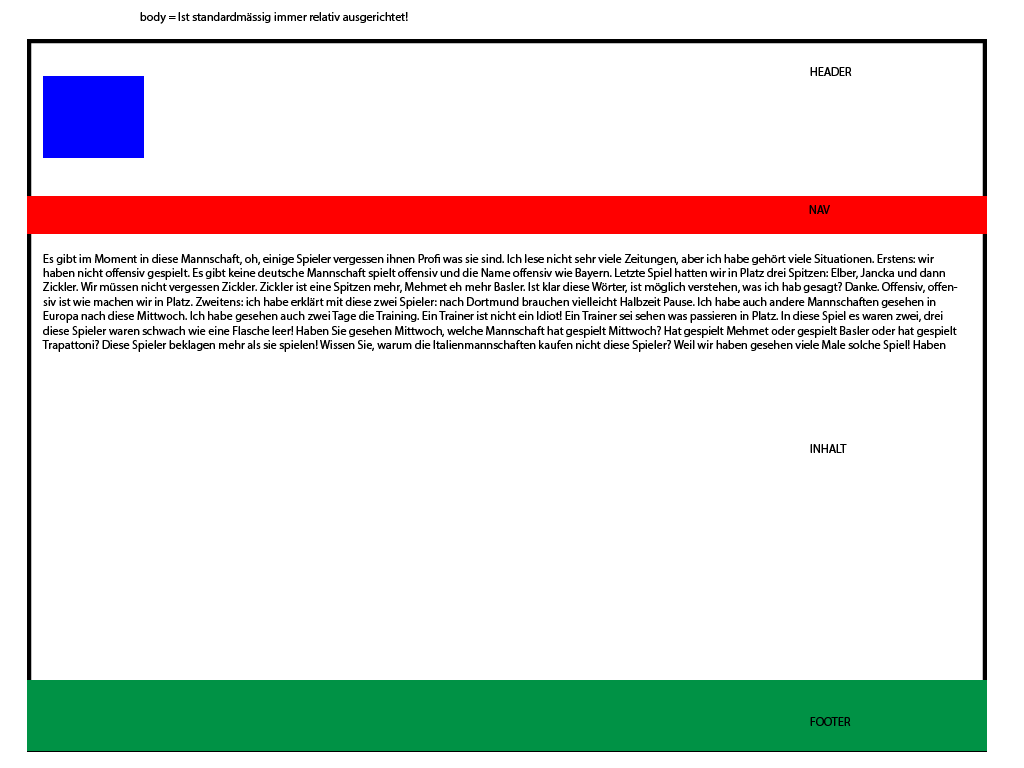 body = Ist standardmässig immer relativ ausgerichtet!
HEADER
NAV
Es gibt im Moment in diese Mannschaft, oh, einige Spieler vergessen ihnen Profi was sie sind. Ich lese nicht sehr viele Zeitungen, aber ich habe gehört viele Situationen. Erstens: wir
haben nicht offensiv gespielt. Es gibt keine deutsche Mannschaft spielt offensiv und die Name offensiv wie Bayern. Letzte Spiel hatten wir in Platz drei Spitzen: Elber, Jancka und dann
Zickler. Wir müssen nicht vergessen Zickler. Zickler ist eine Spitzen mehr, Mehmet eh mehr Basler. Ist klar diese Wörter, ist möglich verstehen, was ich hab gesagt? Danke. Offensiv, offen-
siv ist wie machen wir in Platz. Zweitens: ich habe erklärt mit diese zwei Spieler: nach Dortmund brauchen vielleicht Halbzeit Pause. Ich habe auch andere Mannschaften gesehen in
Europa nach diese Mittwoch. Ich habe gesehen auch zwei Tage die Training. Ein Trainer ist nicht ein Idiot! Ein Trainer sei sehen was passieren in Platz. In diese Spiel es waren zwei, drei
diese Spieler waren schwach wie eine Flasche leer! Haben Sie gesehen Mittwoch, welche Mannschaft hat gespielt Mittwoch? Hat gespielt Mehmet oder gespielt Basler oder hat gespielt
Trapattoni? Diese Spieler beklagen mehr als sie spielen! Wissen Sie, warum die Italienmannschaften kaufen nicht diese Spieler? Weil wir haben gesehen viele Male solche Spiel! Haben
INHALT
FOOTER